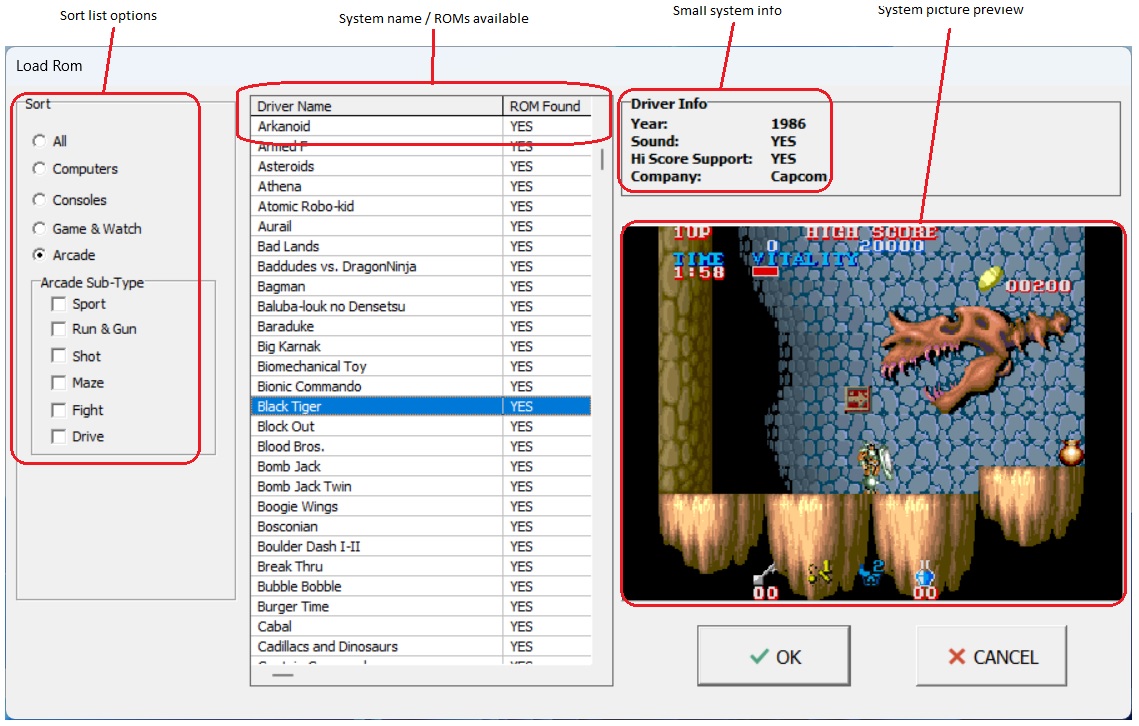 Sort list options
System name / ROMs available
Small system info
System picture preview
Load Rom
Sort
All
Computers
Consoles
Game & Watch
Arcade
Arcade Sub-Type
Sport
Run & Gun
Shot
Maze
Fight
Drive
Driver Name ROM Found
Arkanoid YES
Armed F YES
Asteroids YES
Athena YES
Atomic Robo-kid YES
Aurail YES
Bad Lands YES
Baddudes vs. DragonNinja YES
Bagman YES
Baluba-louk no Densetsu YES
Baraduke YES
Big Karnak YES
Biomechanical Toy YES
Bionic Commando YES
Black Tiger YES
Block Out YES
Blood Bros. YES
Bomb Jack YES
Bomb Jack Twin YES
Boogie Wings YES
Bosconian YES
Boulder Dash I-II YES
Break Thru YES
Bubble Bobble YES
Burger Time YES
Cabal YES
Cadillacs and Dinosaurs YES
Driver Info
Year: 1986
Sound: YES
Hi Score Support: YES
Company: Capcom
1UP HIGH SCORE
0 20000
TIME VITALITY
1:58
00200
1 2
00 00
OK
CANCEL